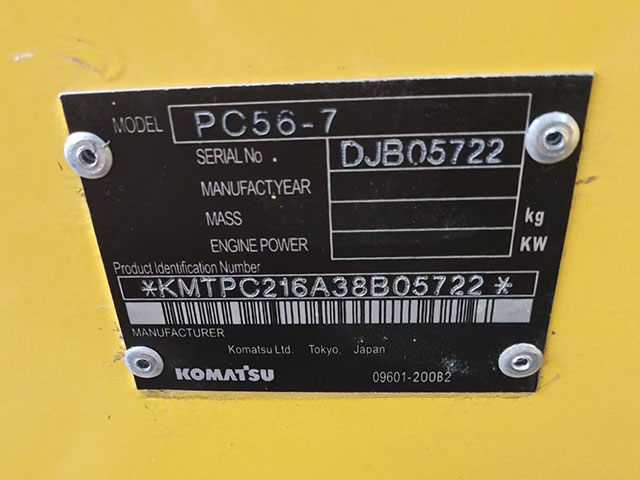 MODEL PC56-7
SERIAL No DJB05722
MANUFACT.YEAR
MASS kg
ENGINE POWER KW
Product Identification Number
*KMTPC216A38B05722*
MANUFACTURER
Komatsu Ltd. Tokyo, Japan
KOMATSU 09601-200B2